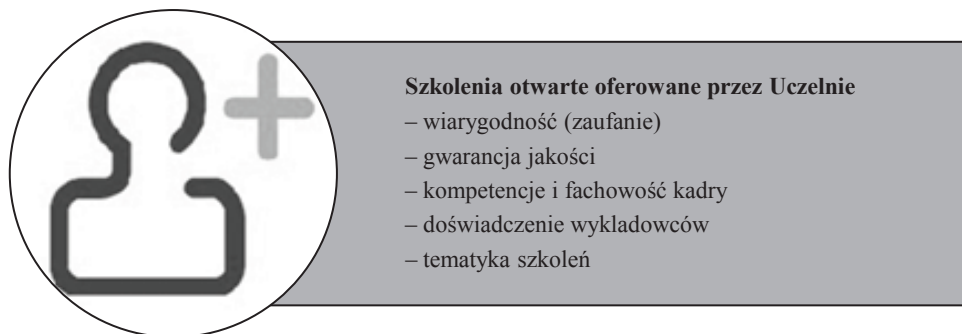 Szkolenia otwarte oferowane przez Uczelnie
– wiarygodność (zaufanie)
– gwarancja jakości
– kompetencje i fachowość kadry
– doświadczenie wykladowców
– tematyka szkoleń